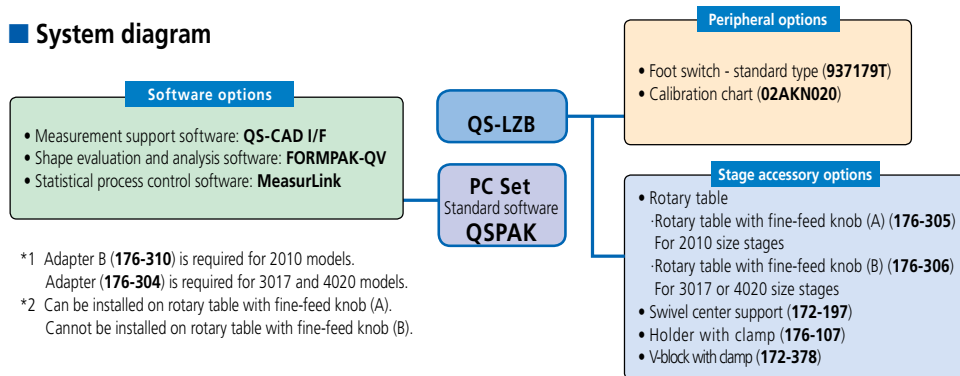 System diagram
Peripheral options
• Foot switch - standard type (937179T)
• Calibration chart (02AKN020)
Software options
• Measurement support software: QS-CAD I/F
• Shape evaluation and analysis software: FORMPAK-QV
• Statistical process control software: MeasurLink
QS-LZB
PC Set
Standard software
QSPAK
Stage accessory options
• Rotary table
·Rotary table with fine-feed knob (A) (176-305)
For 2010 size stages
·Rotary table with fine-feed knob (B) (176-306)
For 3017 or 4020 size stages
• Swivel center support (172-197)
• Holder with clamp (176-107)
• V-block with clamp (172-378)
*1 Adapter B (176-310) is required for 2010 models.
Adapter (176-304) is required for 3017 and 4020 models.
*2 Can be installed on rotary table with fine-feed knob (A).
Cannot be installed on rotary table with fine-feed knob (B).